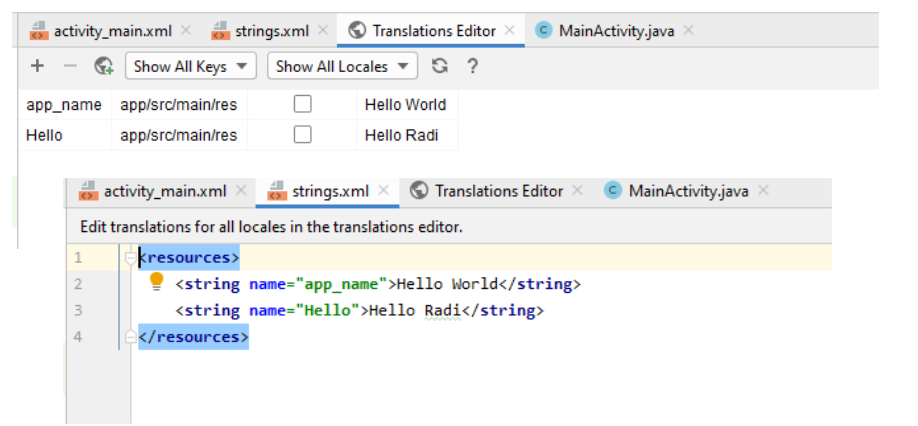 activity_main.xml strings.xml Translations Editor MainActivity.java
Show All Keys Show All Locales ?
app_name app/src/main/res Hello World
Hello app/src/main/res Hello Radi
activity_main.xml strings.xml Translations Editor MainActivity.java
Edit translations for all locales in the translations editor.
1 <resources>
2 <string name="app_name">Hello World</string>
3 <string name="Hello">Hello Radi</string>
4 </resources>